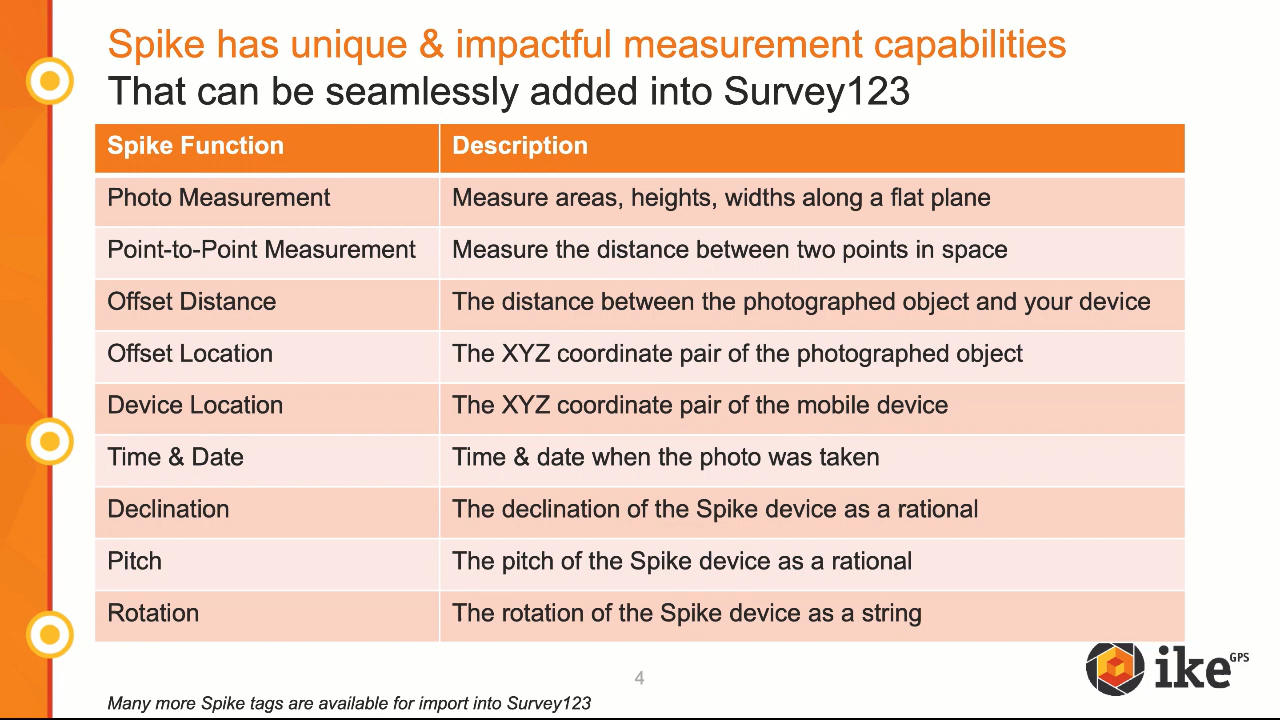 Spike has unique & impactful measurement capabilities
That can be seamlessly added into Survey123
Spike Function Description
Photo Measurement Measure areas, heights, widths along a flat plane
Point-to-Point Measurement Measure the distance between two points in space
Offset Distance The distance between the photographed object and your device
Offset Location The XYZ coordinate pair of the photographed object
Device Location The XYZ coordinate pair of the mobile device
Time & Date Time & date when the photo was taken
Declination The declination of the Spike device as a rational
Pitch The pitch of the Spike device as a rational
Rotation The rotation of the Spike device as a string
ike GPS
4
Many more Spike tags are available for import into Survey123